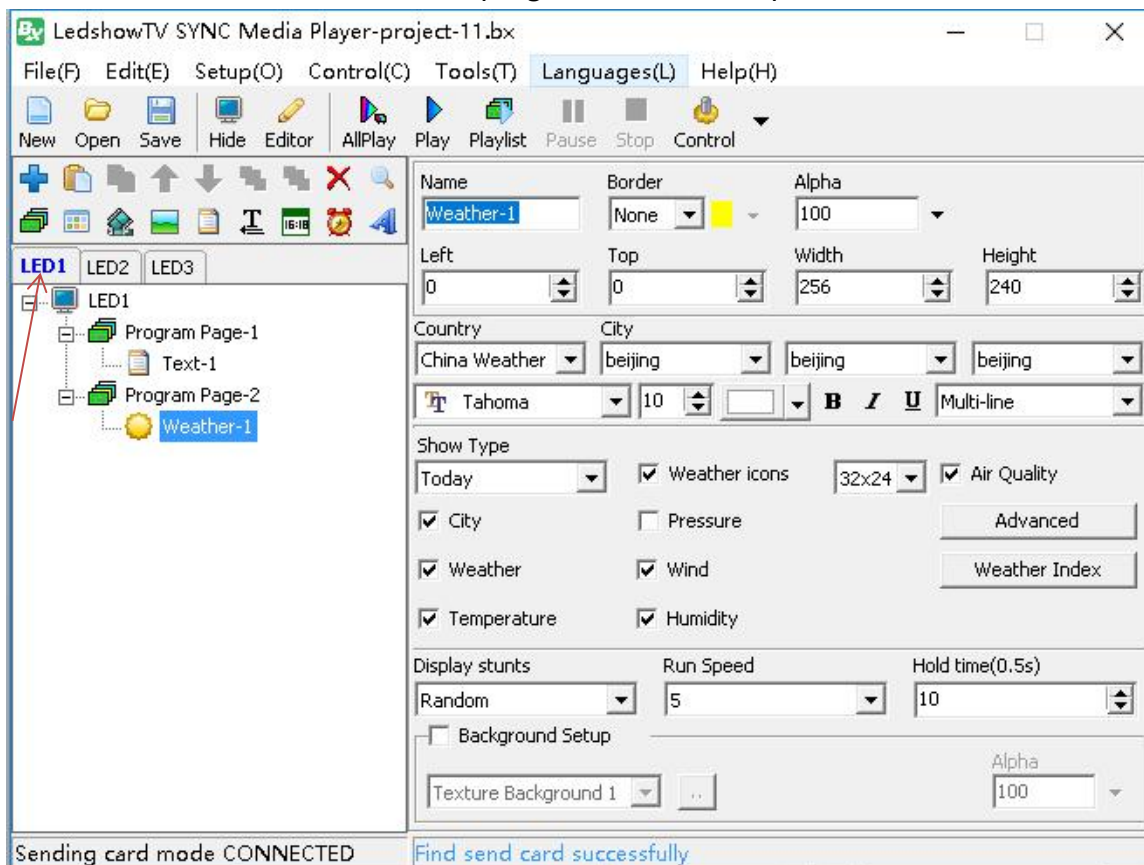 LedshowTV SYNC Media Player-project-11.bx
File(F) Edit(E) Setup(O) Control(C) Tools(T) Languages(L) Help(H)
New Open Save Hide Editor AllPlay Play Playlist Pause Stop Control
Name Border Alpha
Weather-1 None 100
16:18
LED1 LED2 LED3
Left Top Width Height
0 0 256 240
LED1
Program Page-1
Text-1
Program Page-2
Weather-1
Country City
China Weather beijing beijing beijing
Tahoma 10 B I U Multi-line
Show Type
Today Weather icons 32x24 Air Quality
City Pressure Advanced
Weather Wind Weather Index
Temperature Humidity
Display stunts Run Speed Hold time(0.5s)
Random 5 10
Background Setup
Alpha
Texture Background 1 .. 100
Sending card mode CONNECTED Find send card successfully